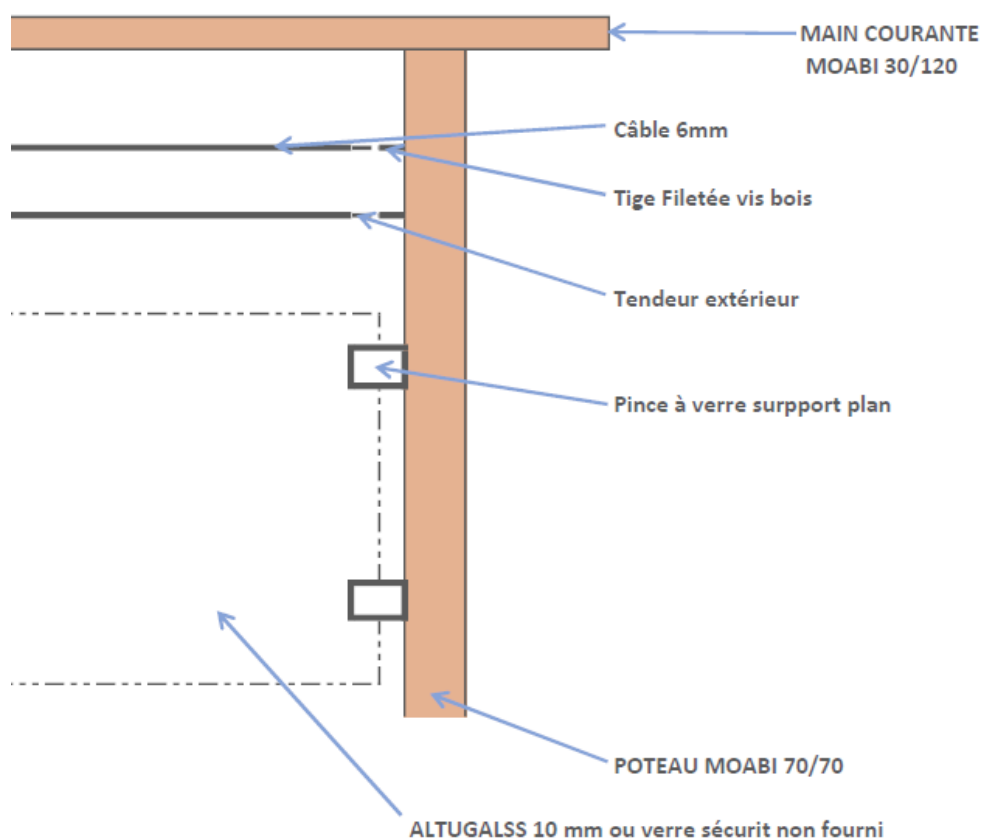 MAIN COURANTE
MOABI 30/120
Câble 6mm
Tige Filetée vis bois
Tendeur extérieur
Pince à verre surpport plan
POTEAU MOABI 70/70
ALTUGALSS 10 mm ou verre sécurit non fourni